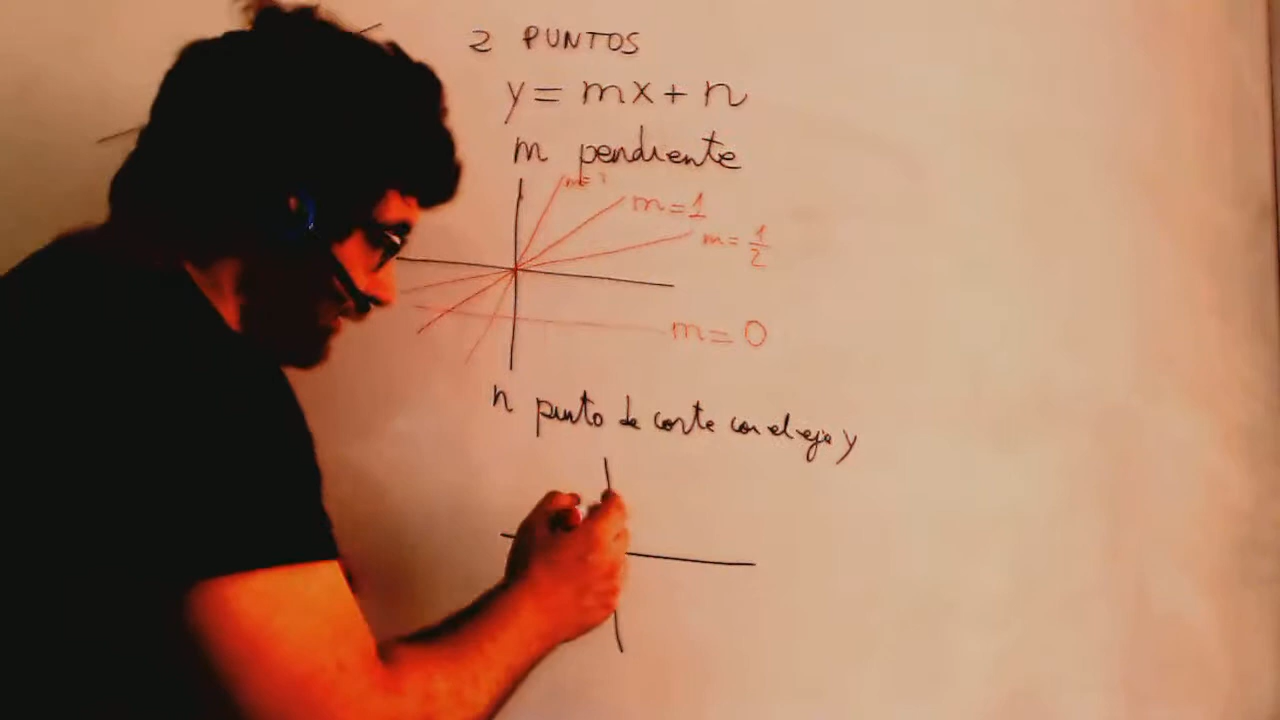 2 PUNTOS
y = mx + n
m pendiente
m=
m=1
m=1/2
m=0
n punto de corte con el eje y